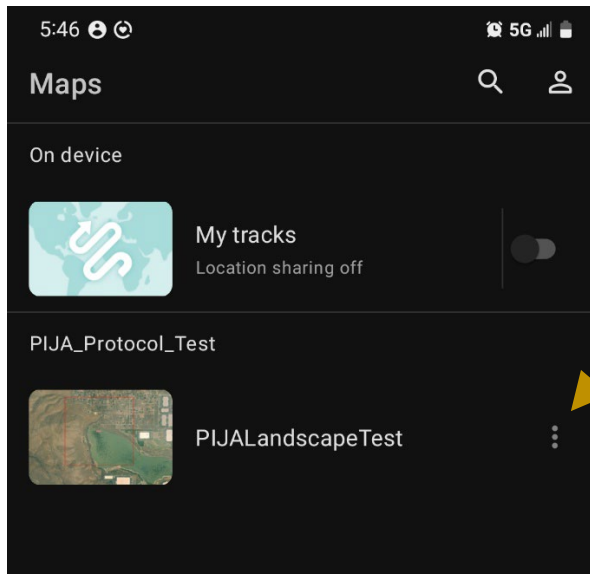 5:46 5G
Maps
On device
My tracks
Location sharing off
PIJA_Protocol_Test
PIJALandscapeTest